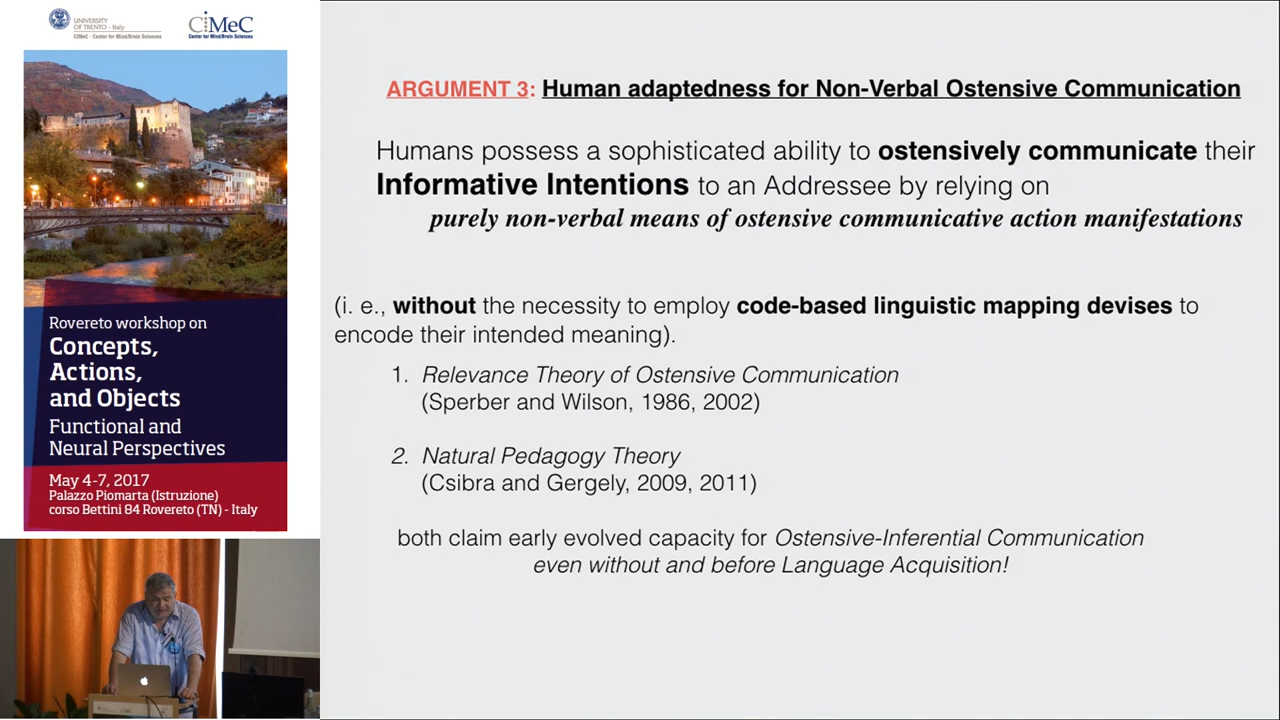 UNIVERSITY
OF TRENTO - Italy
CIMeC - Center for Mind/Brain Sciences
CiMeC
Center for Mind/Brain Sciences
Rovereto workshop on
Concepts,
Actions,
and Objects
Functional and
Neural Perspectives
May 4-7, 2017
Palazzo Piomarta (Istruzione)
corso Bettini 84 Rovereto (TN) - Italy
ARGUMENT 3: Human adaptedness for Non-Verbal Ostensive Communication
Humans possess a sophisticated ability to ostensively communicate their
Informative Intentions to an Addressee by relying on
purely non-verbal means of ostensive communicative action manifestations
(i. e., without the necessity to employ code-based linguistic mapping devises to
encode their intended meaning).
1. Relevance Theory of Ostensive Communication
(Sperber and Wilson, 1986, 2002)
2. Natural Pedagogy Theory
(Csibra and Gergely, 2009, 2011)
both claim early evolved capacity for Ostensive-Inferential Communication
even without and before Language Acquisition!